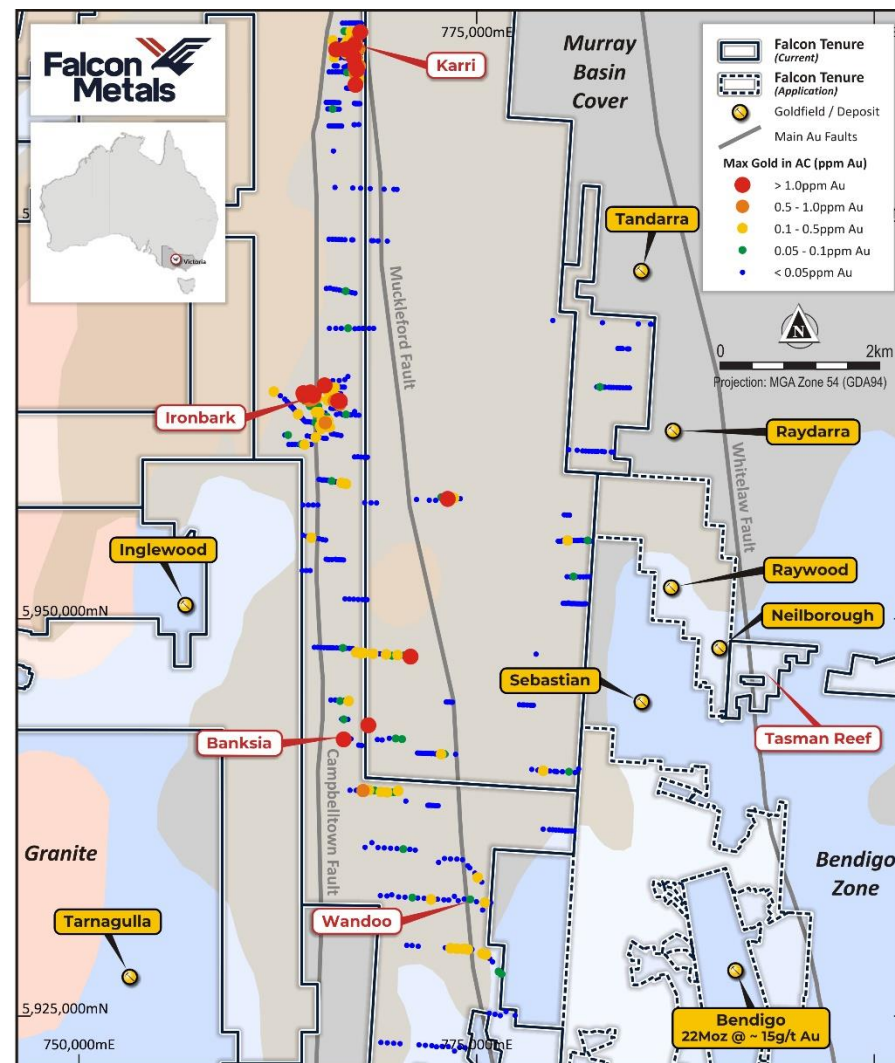 Falcon
Metals
Victoria
775,000mE
Karri
Murray
Basin
Cover
Falcon Tenure
(Current)
Falcon Tenure
(Application)
Goldfield / Deposit
Main Au Faults
Max Gold in AC (ppm Au)
> 1.0ppm Au
0.5 - 1.0ppm Au
0.1 - 0.5ppm Au
0.05 - 0.1ppm Au
< 0.05ppm Au
N
0
2km
Projection: MGA Zone 54 (GDA94)
Tandarra
Muckleford Fault
Ironbark
Raydarra
Whitelaw Fault
Inglewood
Raywood
5,950,000mN
Neilborough
Sebastian
Tasman Reef
Banksia
Campbelltown Fault
Granite
Bendigo
Zone
Tarnagulla
Wandoo
5,925,000mN
Bendigo
22Moz @ ~ 15g/t Au
750,000mE
775,000mE